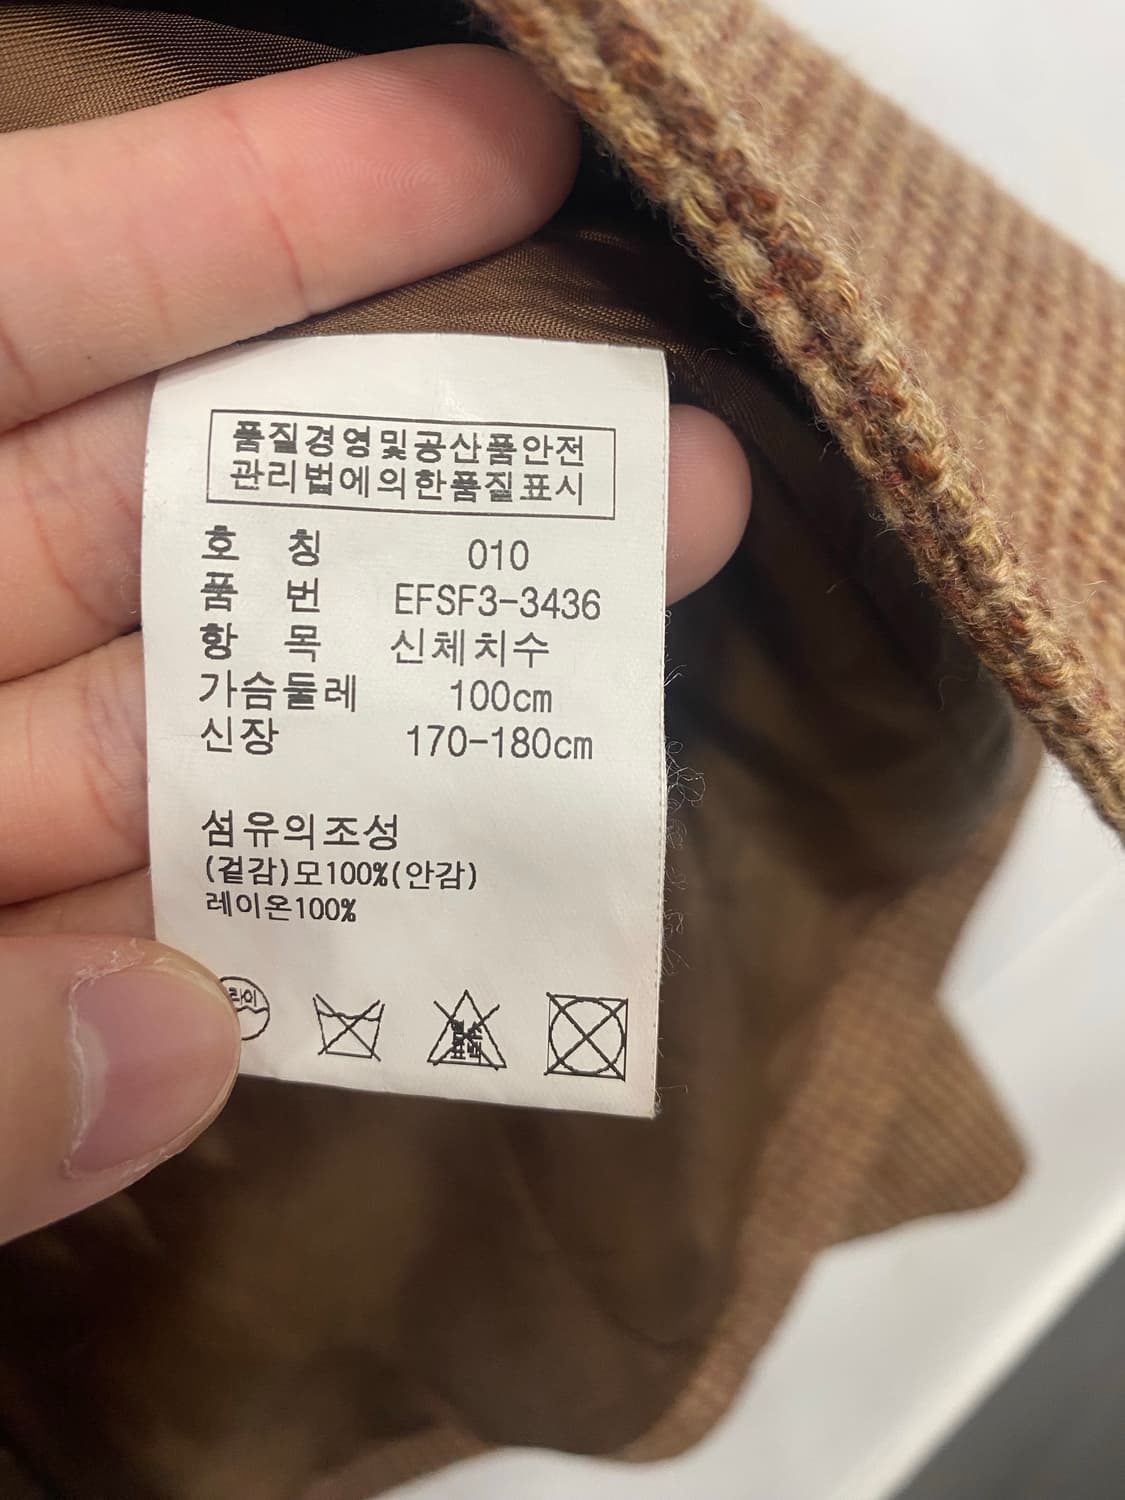 품질경영및공산품안전
관리법에의한품질표시
호 칭 010
품 번 EFSF3-3436
항 목 신체치수
가슴둘레 100cm
신장 170-180cm
섬유의조성
(겉감)모100%(안감)
레이온100%